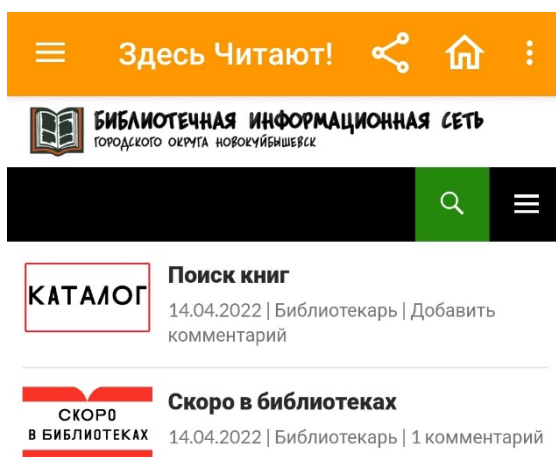 Здесь Читают!
БИБЛИОТЕЧНАЯ ИНФОРМАЦИОННАЯ СЕТЬ
ГОРОДСКОГО ОКРУГА НОВОКУЙБЫШЕВСК
КАТАЛОГ
Поиск книг
14.04.2022 | Библиотекарь | Добавить
комментарий
СКОРО
В БИБЛИОТЕКАХ
Скоро в библиотеках
14.04.2022 | Библиотекарь | 1 комментарий